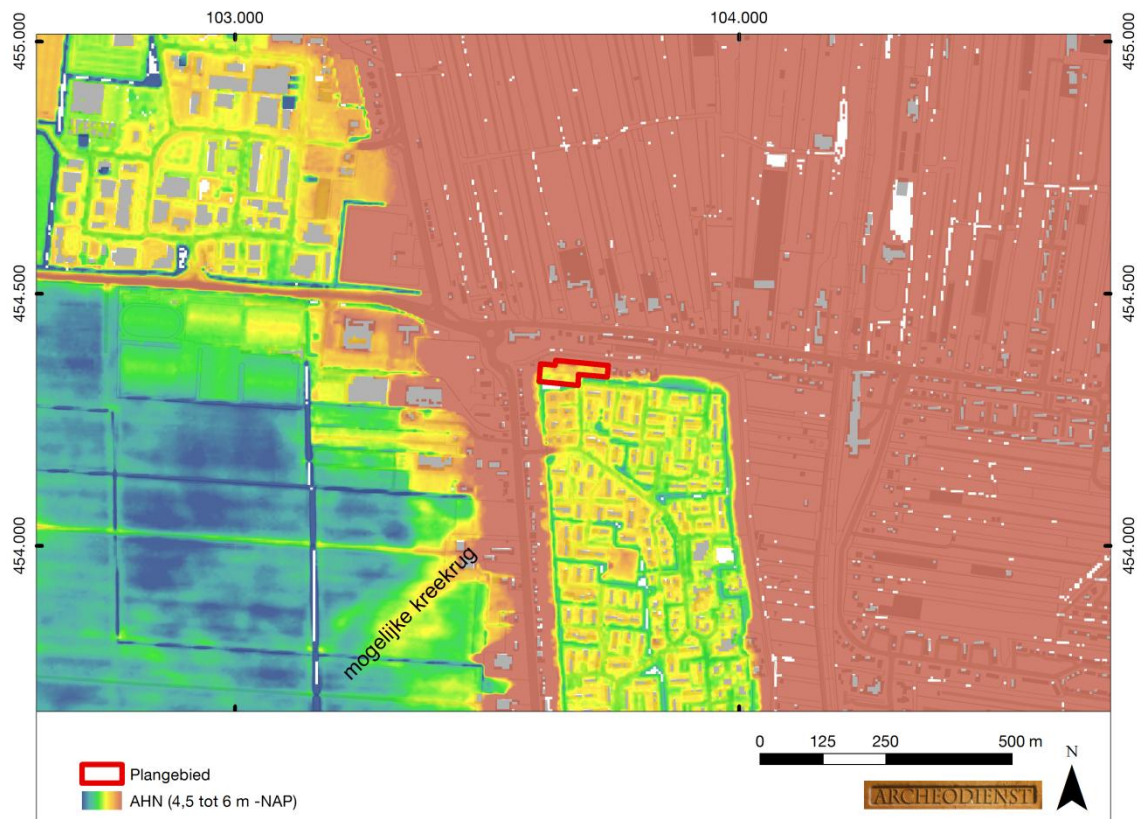 103.000
104.000
455.000
455.000
454.500
454.500
454.000
454.000
mogelijke kreekrug
0 125 250 500 m
N
Plangebied
AHN (4,5 tot 6 m -NAP)
ARCHEODIENST